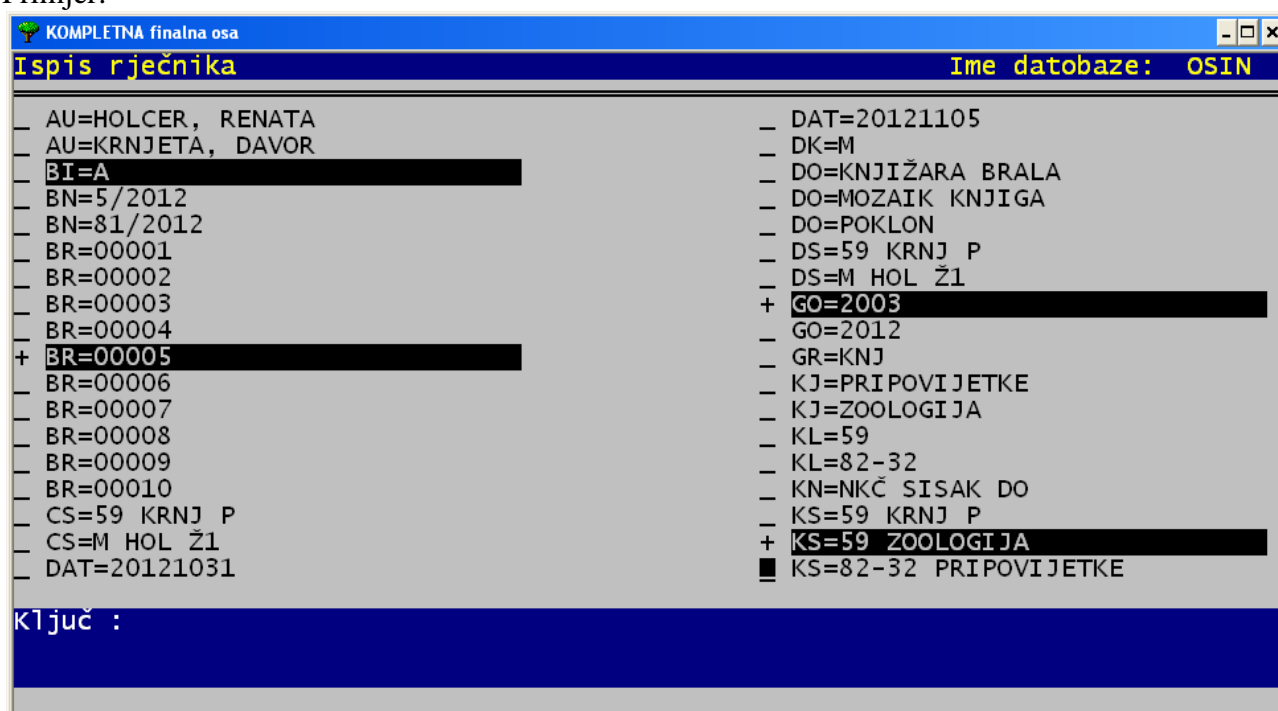 Primjer:
KOMPLETNA finalna osa
Ispis rječnika Ime datobaze: OSIN
_ AU=HOLCER, RENATA
_ AU=KRNJETA, DAVOR
_ BI=A
_ BN=5/2012
_ BN=81/2012
_ BR=00001
_ BR=00002
_ BR=00003
_ BR=00004
+ BR=00005
_ BR=00006
_ BR=00007
_ BR=00008
_ BR=00009
_ BR=00010
_ CS=59 KRNJ P
_ CS=M HOL Ž1
_ DAT=20121031
_ DAT=20121105
_ DK=M
_ DO=KNJIŽARA BRALA
_ DO=MOZAIK KNJIGA
_ DO=POKLON
_ DS=59 KRNJ P
_ DS=M HOL Ž1
+ GO=2003
_ GO=2012
_ GR=KNJ
_ KJ=PRIPOVIJETKE
_ KJ=ZOOLOGIJA
_ KL=59
_ KL=82-32
_ KN=NKČ SISAK DO
_ KS=59 KRNJ P
+ KS=59 ZOOLOGIJA
_ KS=82-32 PRIPOVIJETKE
Ključ :